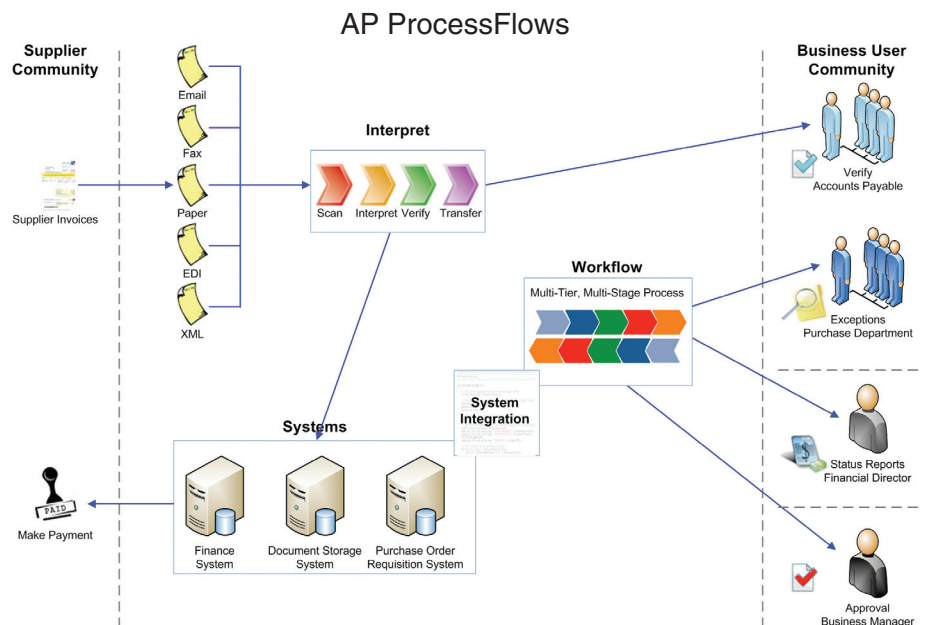 AP ProcessFlows
Supplier
Community
Business User
Community
Email
Fax
Paper
EDI
XML
Supplier Invoices
Interpret
Scan
Interpret
Verify
Transfer
Verify
Accounts Payable
Workflow
Multi-Tier, Multi-Stage Process
Exceptions
Purchase Department
System
Integration
Status Reports
Financial Director
Systems
Finance
System
Document Storage
System
Purchase Order
Requisition System
PAID
Make Payment
$
Approval
Business Manager